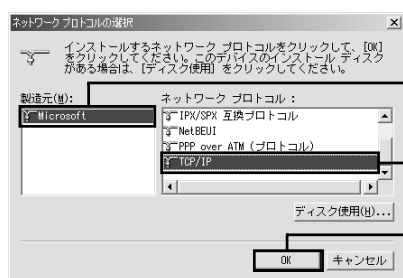 ネットワーク プロトコルの選択
インストールするネットワーク プロトコルをクリックして、[OK]
をクリックしてください。このデバイスのインストール ディスク
がある場合は、[ディスク使用] をクリックしてください。
製造元(M):
ネットワーク プロトコル :
Microsoft
IPX/SPX 互換プロトコル
NetBEUI
PPP over ATM (プロトコル)
TCP/IP
ディスク使用(H)...
OK
キャンセル